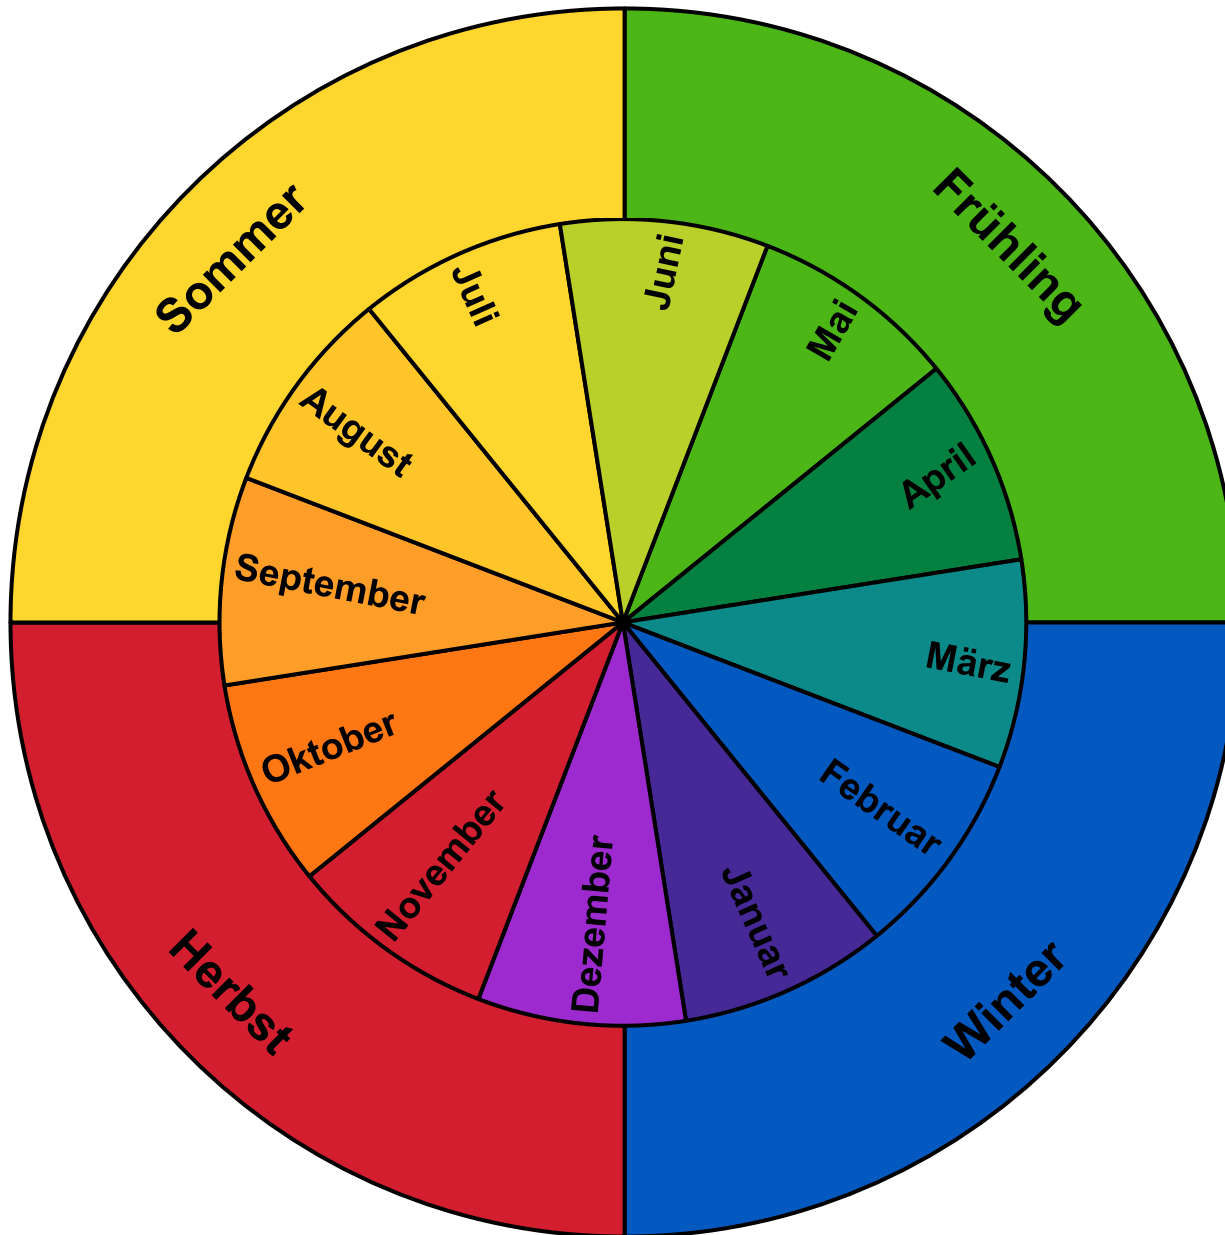 Sommer
Frühling
Herbst
Winter
Juni
Mai
April
März
Februar
Januar
Dezember
November
Oktober
September
August
Juli